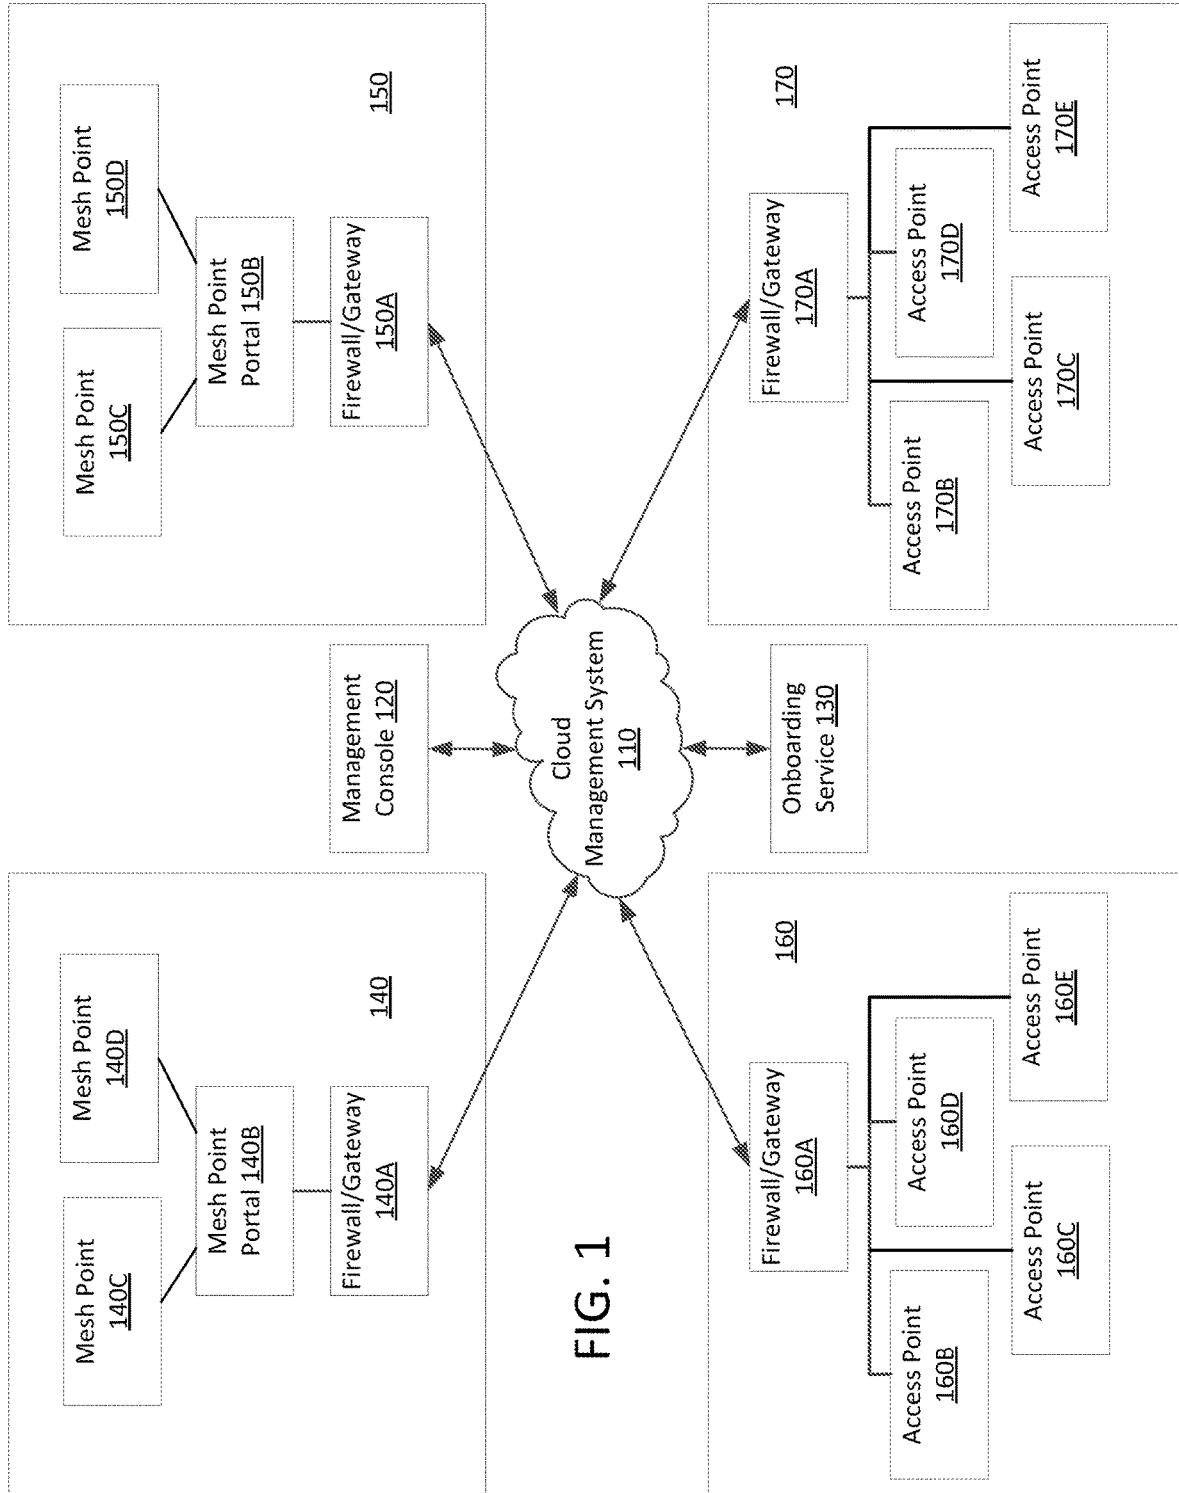 Mesh Point
140C
Mesh Point
140D
Mesh Point
Portal 140B
Firewall/Gateway
140A
140
Management
Console 120
Mesh Point
150C
Mesh Point
150D
Mesh Point
Portal 150B
Firewall/Gateway
150A
150
FIG. 1
Cloud
Management System
110
Firewall/Gateway
160A
160
Access Point
160B
Access Point
160D
Access Point
160C
Access Point
160E
Onboarding
Service 130
Firewall/Gateway
170A
170
Access Point
170B
Access Point
170D
Access Point
170C
Access Point
170E